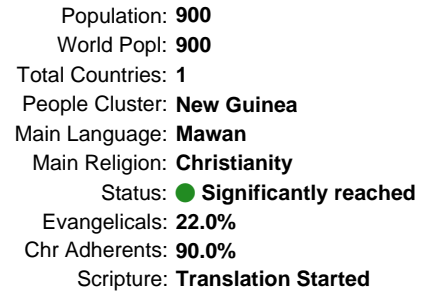 Population: 900
World Popl: 900
Total Countries: 1
People Cluster: New Guinea
Main Language: Mawan
Main Religion: Christianity
Status: Significantly reached
Evangelicals: 22.0%
Chr Adherents: 90.0%
Scripture: Translation Started